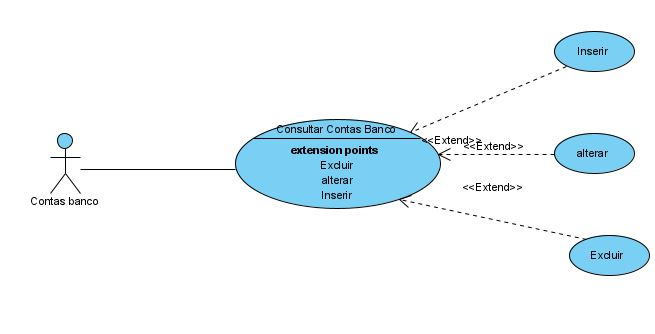 Inserir
Consultar Contas Banco
<<Extend>>
<<Extend>>
alterar
extension points
Excluir
alterar
Inserir
<<Extend>>
Contas banco
Excluir